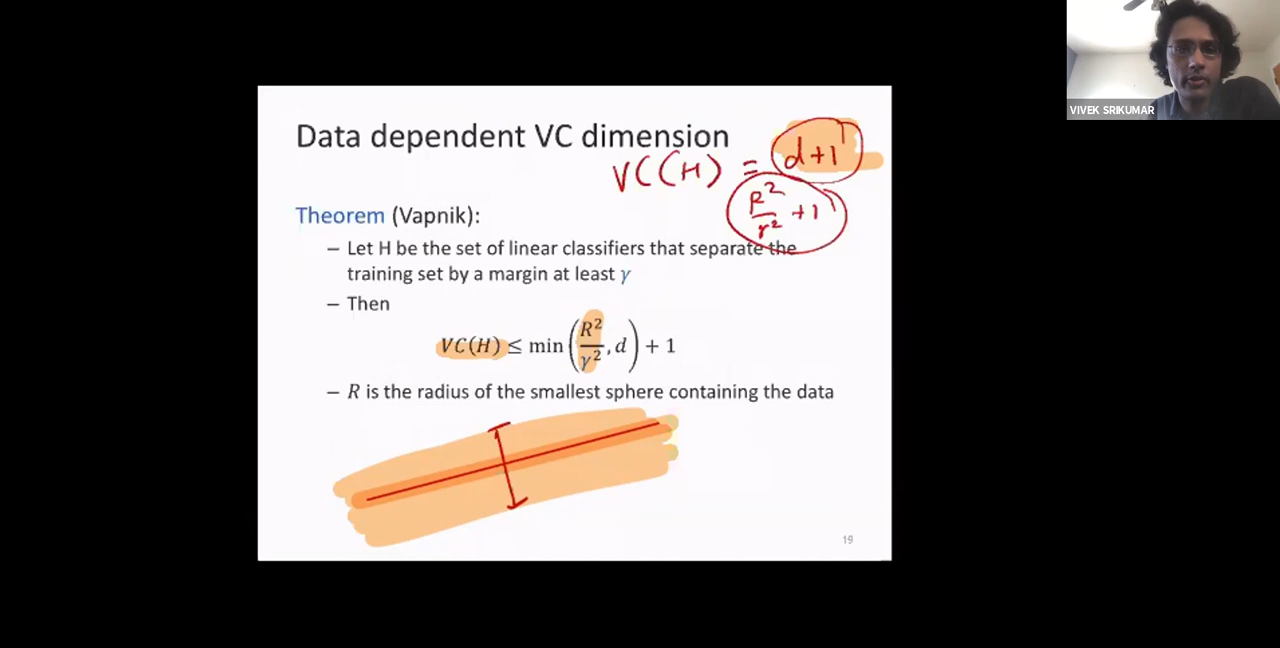 VIVEK SRIKUMAR
Data dependent VC dimension
VC(H) = d+1
R²/γ² + 1
Theorem (Vapnik):
– Let H be the set of linear classifiers that separate the
training set by a margin at least γ
– Then
VC(H) ≤ min(R²/γ², d) + 1
– R is the radius of the smallest sphere containing the data
19